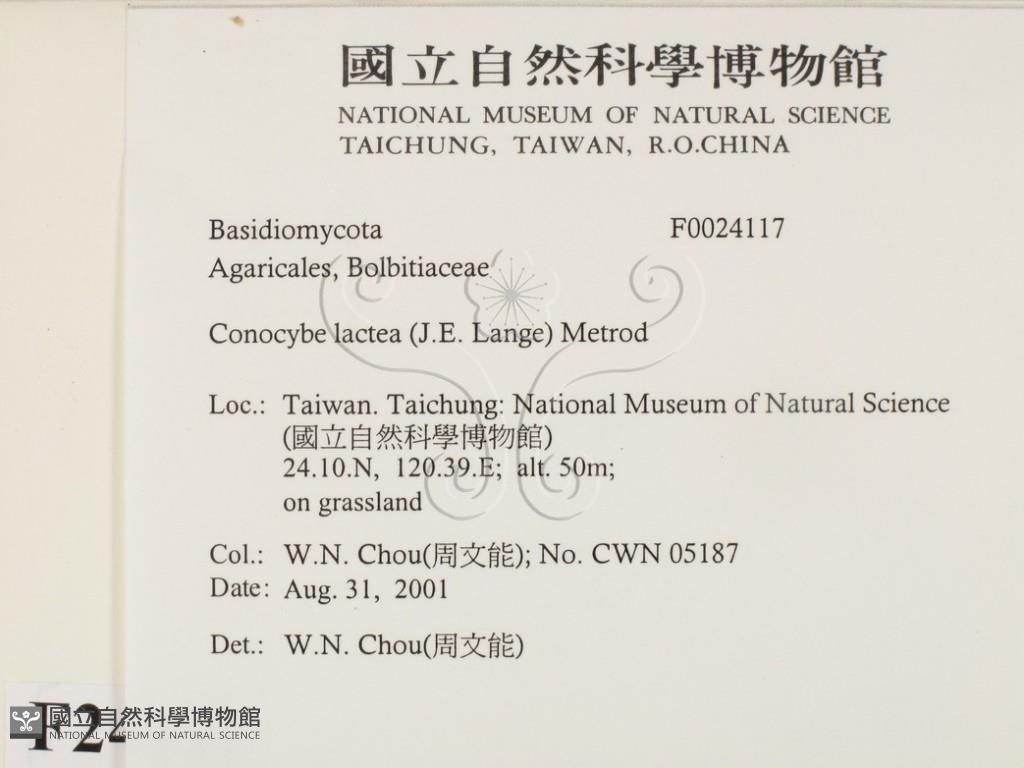 國立自然科學博物館
NATIONAL MUSEUM OF NATURAL SCIENCE
TAICHUNG, TAIWAN, R.O.CHINA
Basidiomycota F0024117
Agaricales, Bolbitiaceae
Conocybe lactea (J.E. Lange) Metrod
Loc.: Taiwan. Taichung: National Museum of Natural Science
(國立自然科學博物館)
24.10.N, 120.39.E; alt. 50m;
on grassland
Col.: W.N. Chou(周文能); No. CWN 05187
Date: Aug. 31, 2001
Det.: W.N. Chou(周文能)
國立自然科學博物館
NATIONAL MUSEUM OF NATURAL SCIENCE